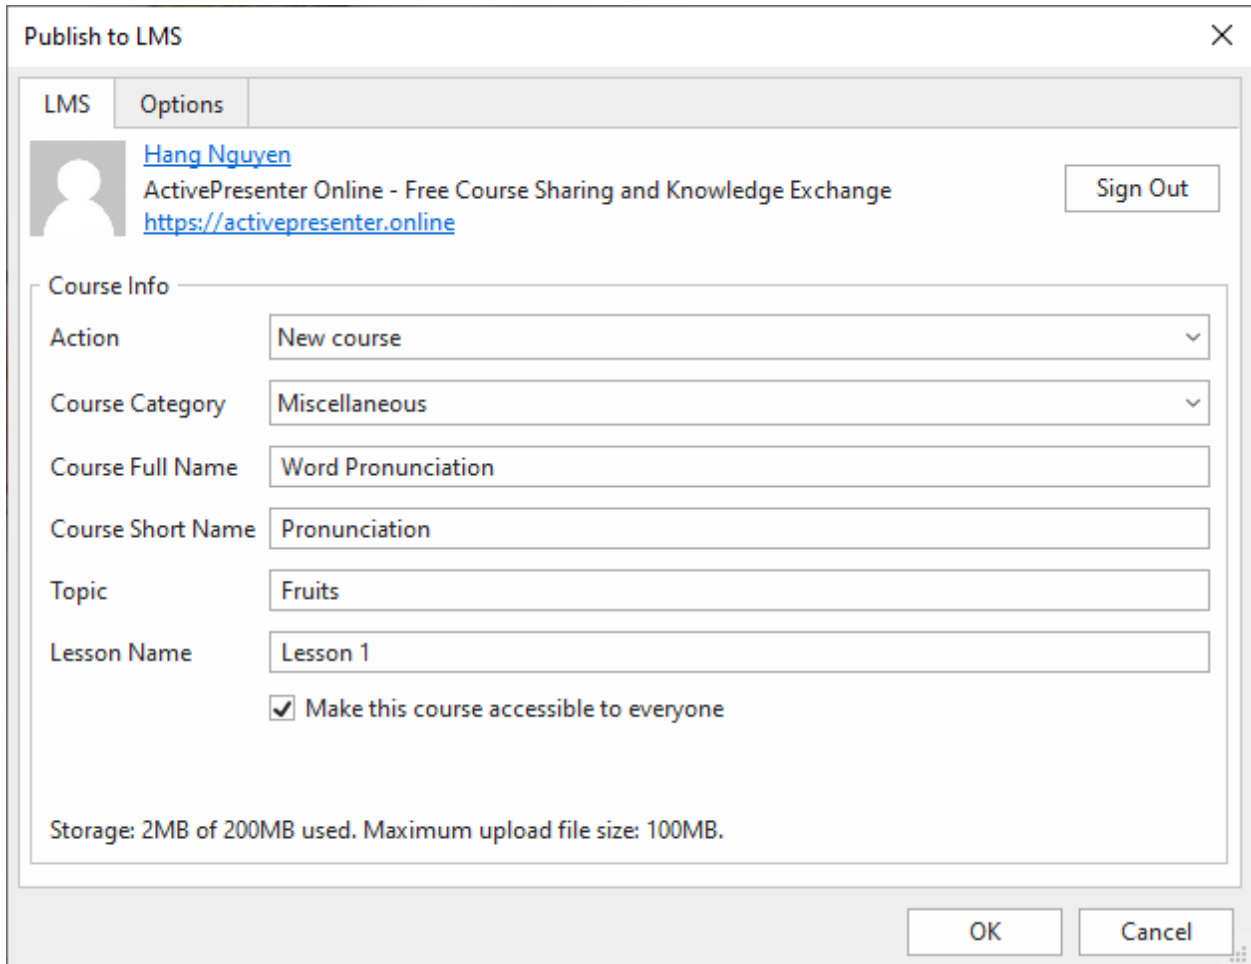 Publish to LMS
LMS
Options
Hang Nguyen
ActivePresenter Online - Free Course Sharing and Knowledge Exchange
https://activepresenter.online
Sign Out
Course Info
Action
New course
Course Category
Miscellaneous
Course Full Name
Word Pronunciation
Course Short Name
Pronunciation
Topic
Fruits
Lesson Name
Lesson 1
Make this course accessible to everyone
Storage: 2MB of 200MB used. Maximum upload file size: 100MB.
OK
Cancel